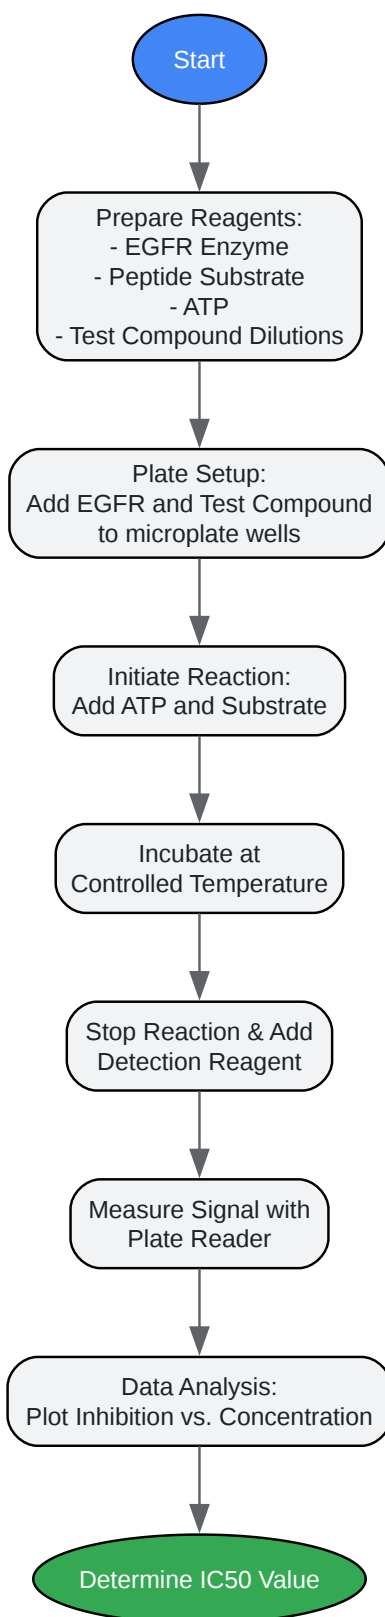 Start
Prepare Reagents:
- EGFR Enzyme
- Peptide Substrate
- ATP
- Test Compound Dilutions
Plate Setup:
Add EGFR and Test Compound
to microplate wells
Initiate Reaction:
Add ATP and Substrate
Incubate at
Controlled Temperature
Stop Reaction & Add
Detection Reagent
Measure Signal with
Plate Reader
Data Analysis:
Plot Inhibition vs. Concentration
Determine IC50 Value